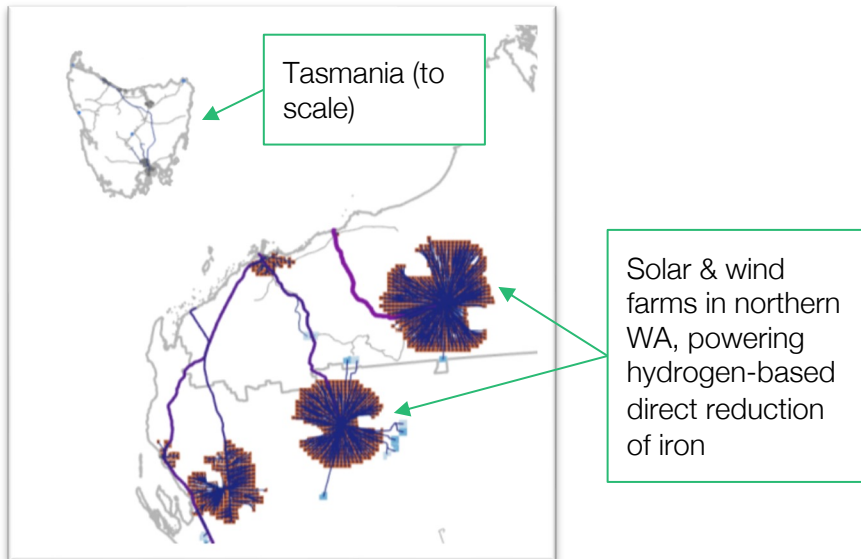 Tasmania (to
scale)
Solar & wind
farms in northern
WA, powering
hydrogen-based
direct reduction
of iron